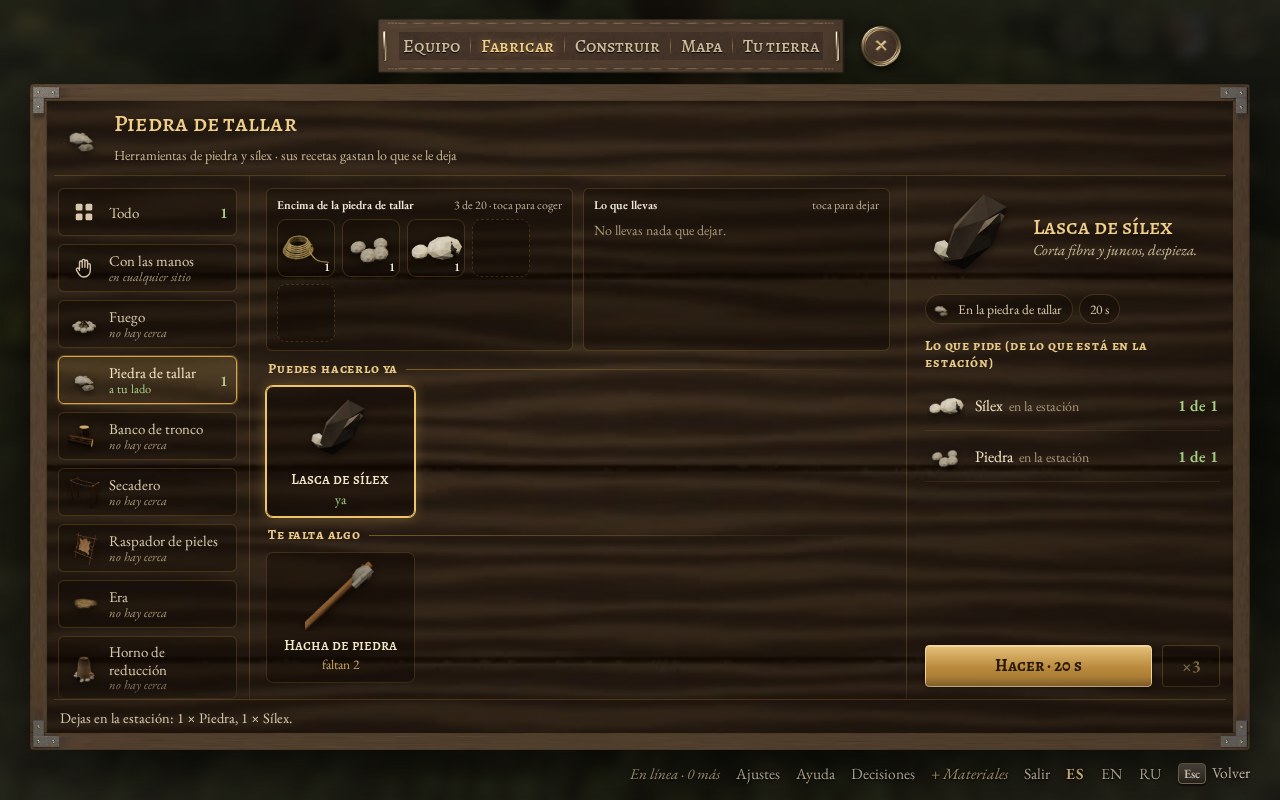 Equipo Fabricar Construir Mapa Tu tierra ×
Piedra de tallar
Herramientas de piedra y sílex · sus recetas gastan lo que se le deja
Todo 1
Con las manos
en cualquier sitio
Fuego
no hay cerca
Piedra de tallar
a tu lado
1
Banco de tronco
no hay cerca
Secadero
no hay cerca
Raspador de pieles
no hay cerca
Era
no hay cerca
Horno de
reducción
no hay cerca
Encima de la piedra de tallar 3 de 20 · toca para coger
1 1 1
Lo que llevas toca para dejar
No llevas nada que dejar.
Puedes hacerlo ya
Lasca de sílex
ya
Te falta algo
Hacha de piedra
faltan 2
Lasca de sílex
Corta fibra y juncos, despieza.
En la piedra de tallar 20 s
Lo que pide (de lo que está en la
estación)
Sílex en la estación 1 de 1
Piedra en la estación 1 de 1
Hacer · 20 s ×3
Dejas en la estación: 1 × Piedra, 1 × Sílex.
En línea · 0 más Ajustes Ayuda Decisiones + Materiales Salir ES EN RU Esc Volver